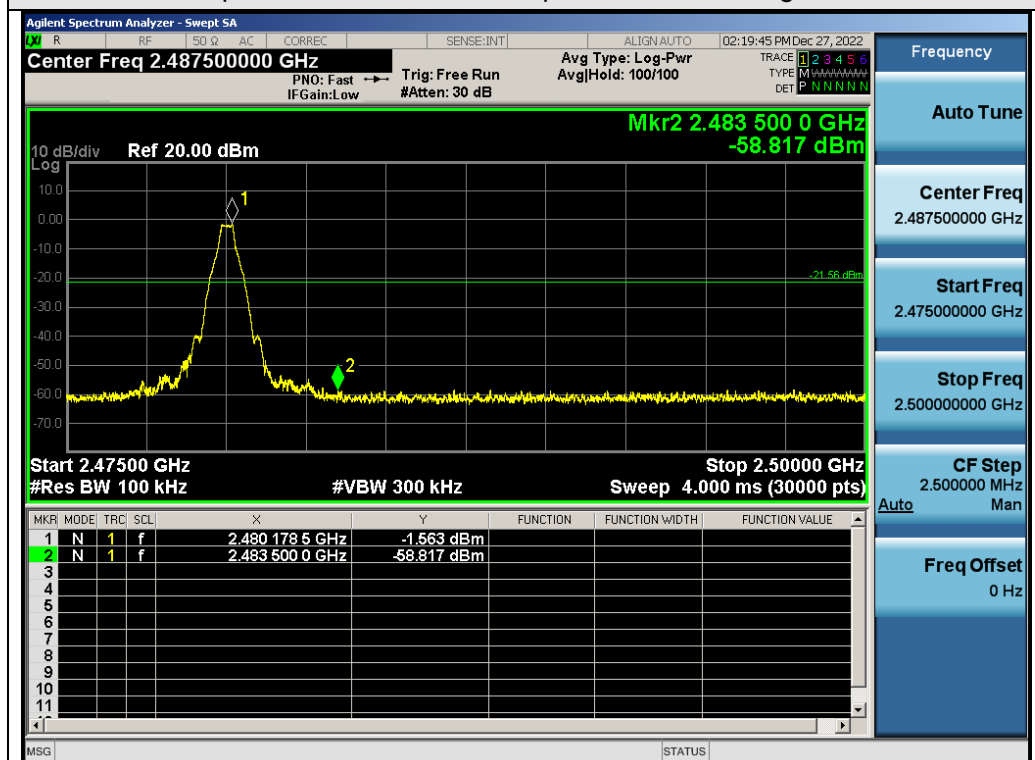 Agilent Spectrum Analyzer - Swept SA
LXI R RF 50 Ω AC CORREC SENSE:INT ALIGN AUTO 02:19:45 PM Dec 27, 2022
Center Freq 2.487500000 GHz
PNO: Fast
IFGain:Low
Trig: Free Run
#Atten: 30 dB
Avg Type: Log-Pwr
Avg|Hold: 100/100
TRACE 1 2 3 4 5 6
TYPE M
DET P N N N N N
Mkr2 2.483 500 0 GHz
-58.817 dBm
10 dB/div Ref 20.00 dBm
Log
10.0
0.00
-10.0
-20.0
-30.0
-40.0
-50.0
-60.0
-70.0
1
-21.56 dBm
2
Start 2.47500 GHz Stop 2.50000 GHz
#Res BW 100 kHz #VBW 300 kHz Sweep 4.000 ms (30000 pts)
MKR MODE TRC SCL X Y FUNCTION FUNCTION WIDTH FUNCTION VALUE
1 N 1 f 2.480 178 5 GHz -1.563 dBm
2 N 1 f 2.483 500 0 GHz -58.817 dBm
3
4
5
6
7
8
9
10
11
MSG STATUS
Frequency
Auto Tune
Center Freq
2.487500000 GHz
Start Freq
2.475000000 GHz
Stop Freq
2.500000000 GHz
CF Step
2.500000 MHz
Auto Man
Freq Offset
0 Hz